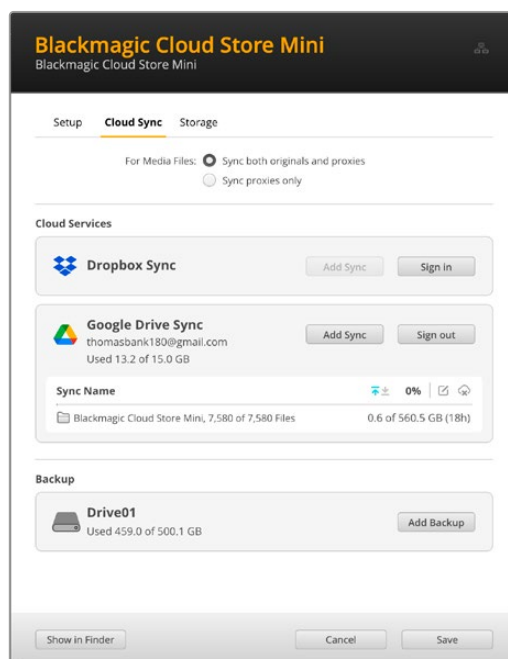 Blackmagic Cloud Store Mini
Blackmagic Cloud Store Mini
Setup Cloud Sync Storage
For Media Files: Sync both originals and proxies
Sync proxies only
Cloud Services
Dropbox Sync Add Sync Sign in
Google Drive Sync
thomasbank180@gmail.com
Used 13.2 of 15.0 GB
Add Sync Sign out
Sync Name 0%
Blackmagic Cloud Store Mini, 7,580 of 7,580 Files 0.6 of 560.5 GB (18h)
Backup
Drive01
Used 459.0 of 500.1 GB
Add Backup
Show in Finder Cancel Save